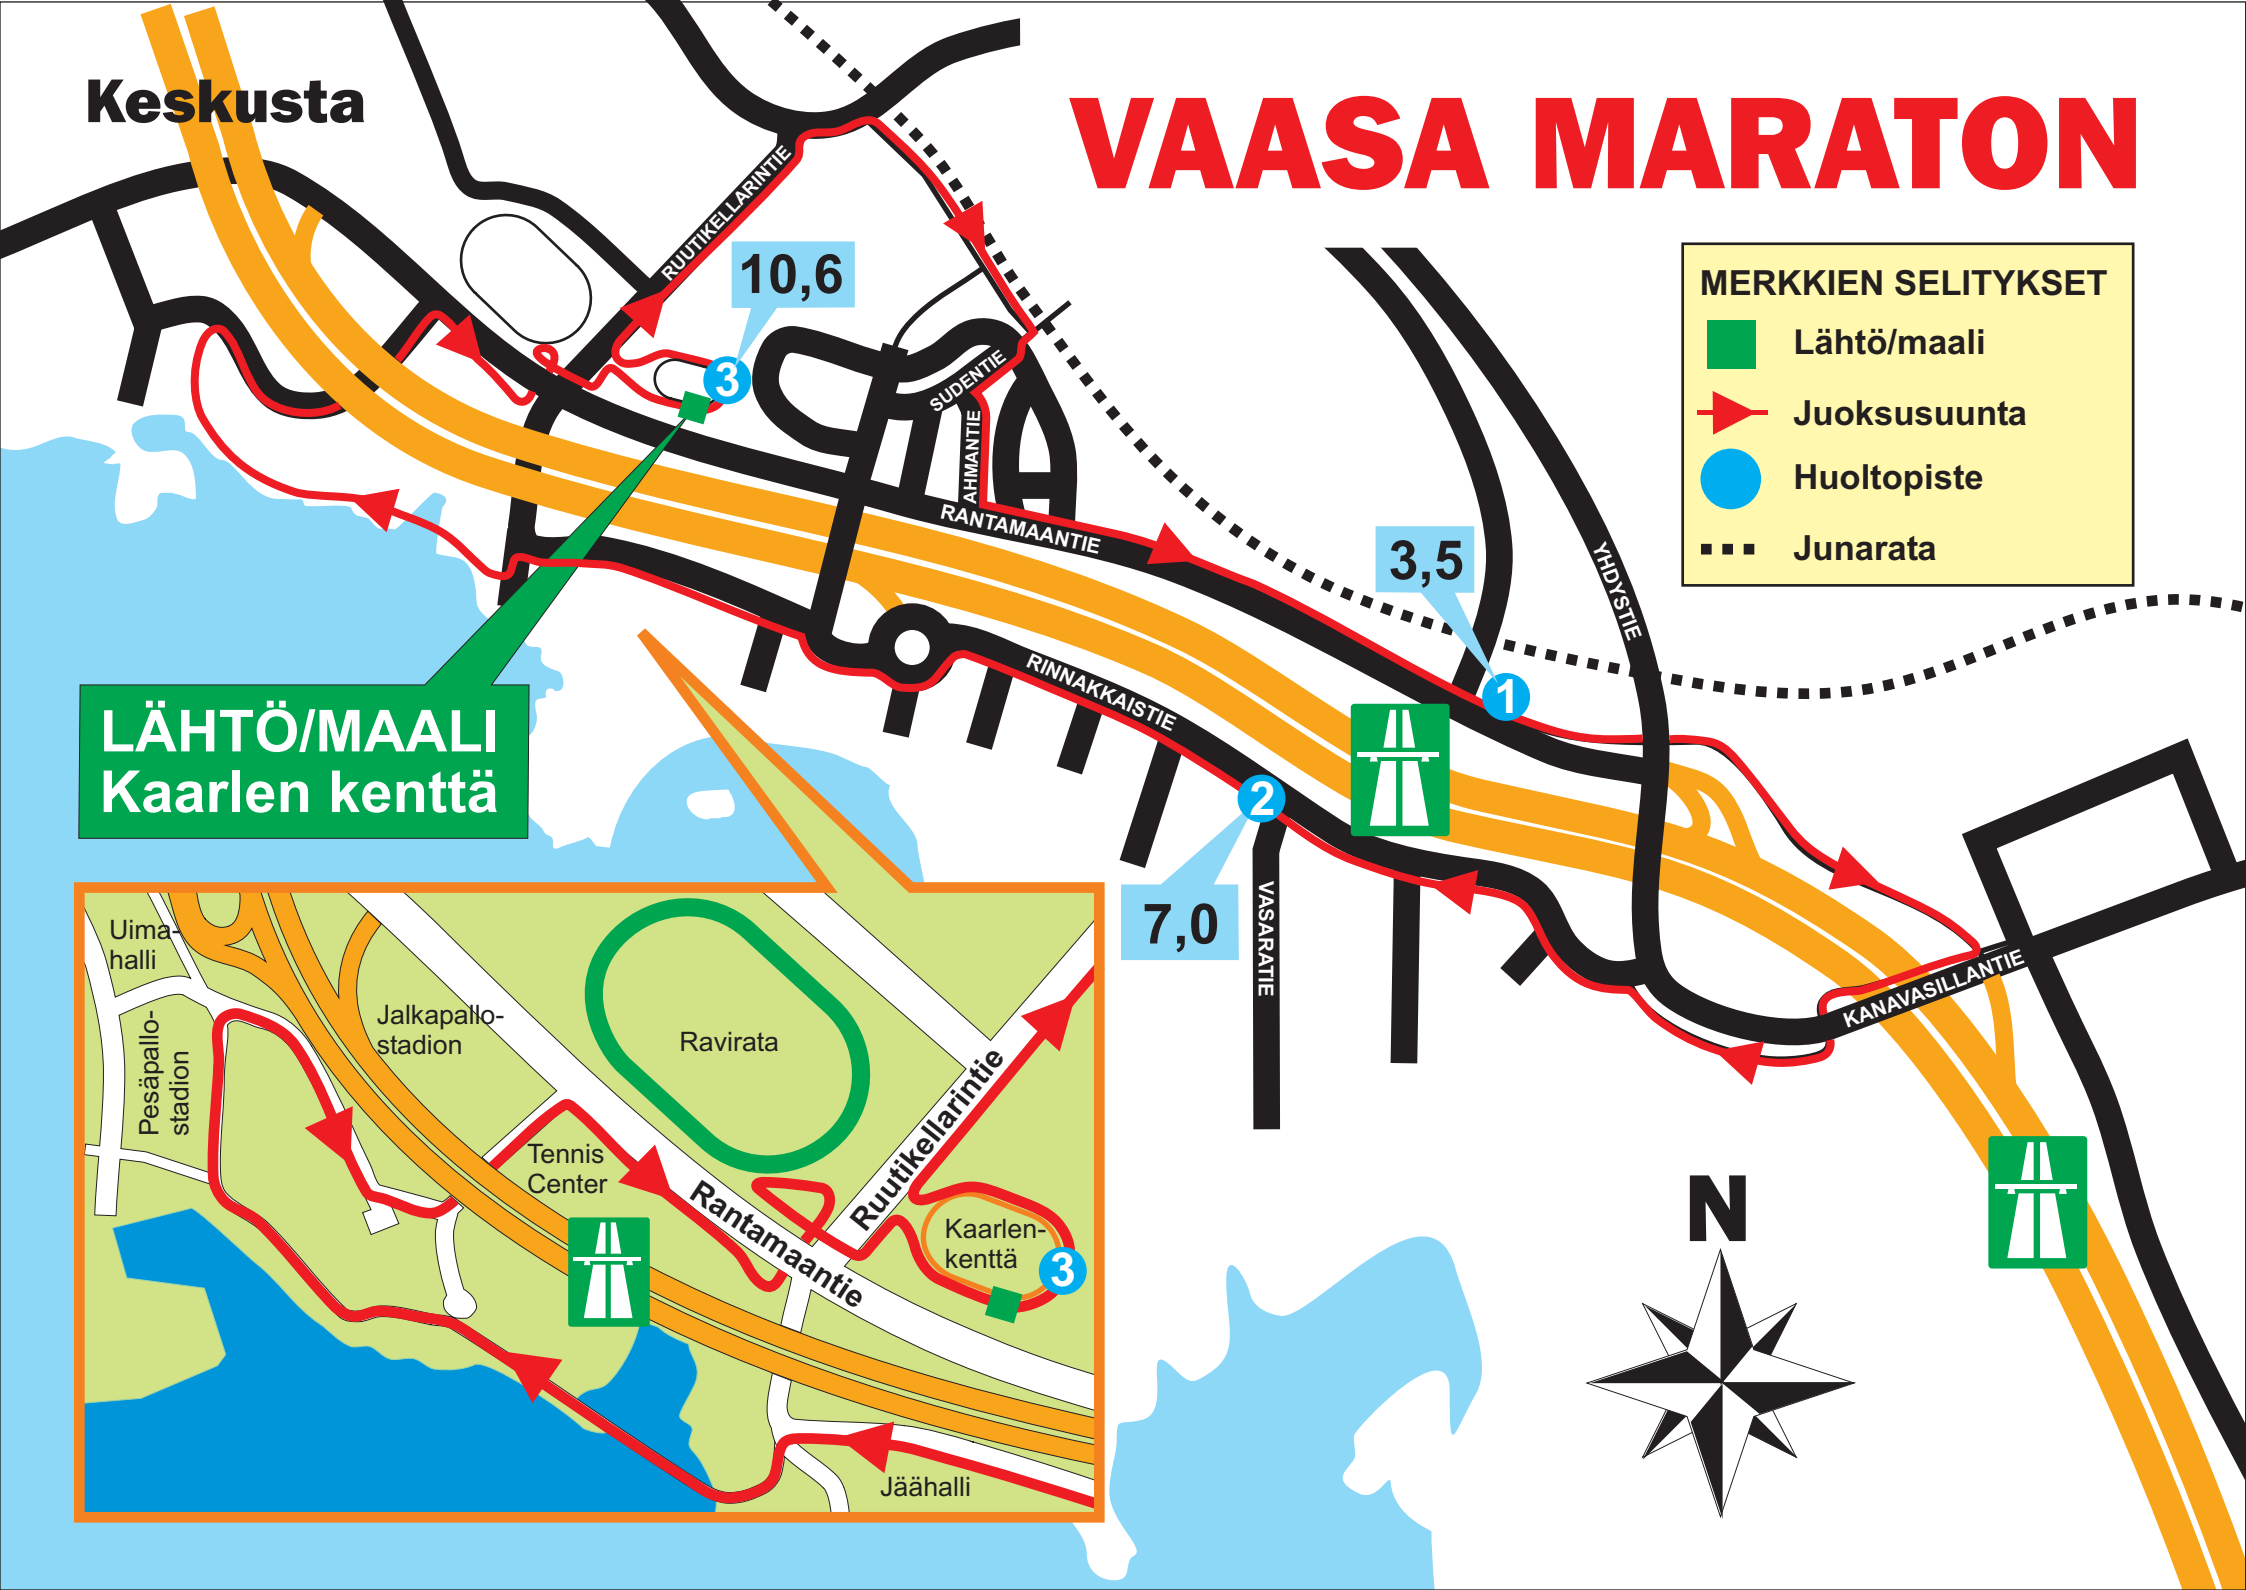 Keskusta
VAASA MARATON
RUUTIKELLARINTIE
10,6
3
MERKKIEN SELITYKSET
Lähtö/maali
Juoksusuunta
Huoltopiste
Junarata
SUDENTIE
AHMANTIE
RANTAMAANTIE
3,5
1
YHDYSTIE
RINNAKKAISTIE
LÄHTÖ/MAALI
Kaarlen kenttä
2
7,0
VASARATIE
KANAVASILLANTIE
Uima-
halli
Pesäpallo-
stadion
Jalkapallo-
stadion
Ravirata
Ruutikellarintie
Tennis
Center
Rantamaantie
Kaarlen-
kenttä
3
Jäähalli
N